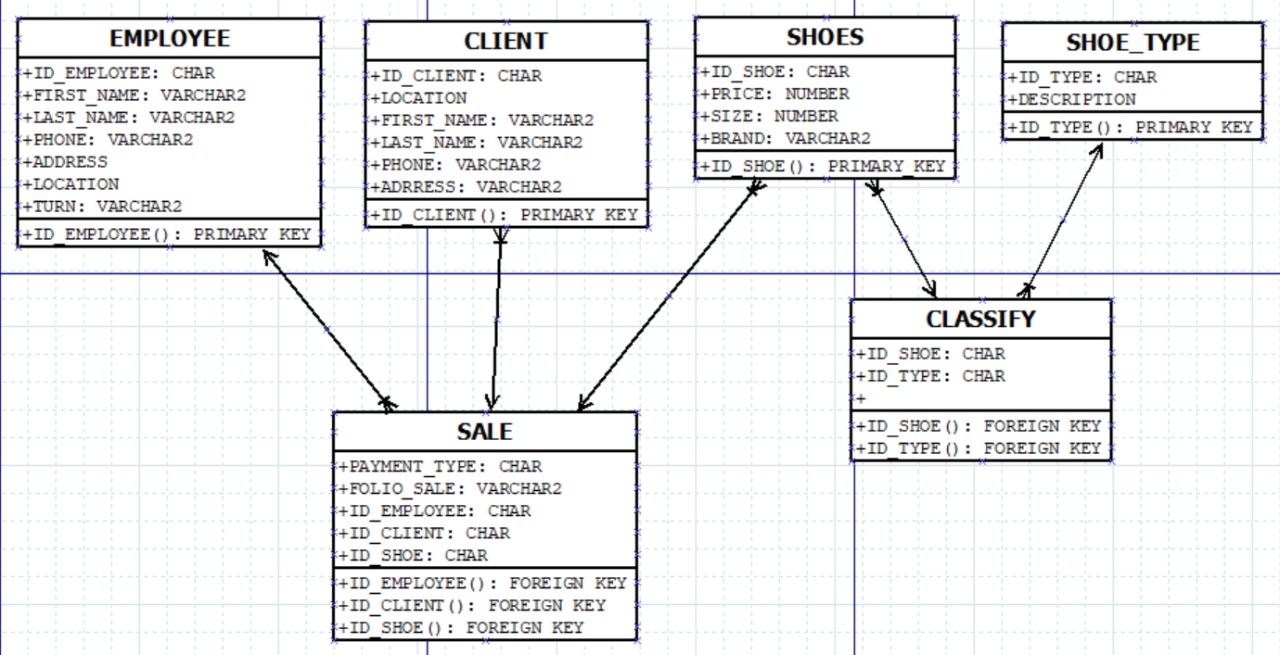 EMPLOYEE
+ID_EMPLOYEE: CHAR
+FIRST_NAME: VARCHAR2
+LAST_NAME: VARCHAR2
+PHONE: VARCHAR2
+ADDRESS
+LOCATION
+TURN: VARCHAR2
+ID_EMPLOYEE(): PRIMARY KEY
CLIENT
+ID_CLIENT: CHAR
+LOCATION
+FIRST_NAME: VARCHAR2
+LAST_NAME: VARCHAR2
+PHONE: VARCHAR2
+ADRRESS: VARCHAR2
+ID_CLIENT(): PRIMARY KEY
SHOES
+ID_SHOE: CHAR
+PRICE: NUMBER
+SIZE: NUMBER
+BRAND: VARCHAR2
+ID_SHOE(): PRIMARY_KEY
SHOE_TYPE
+ID_TYPE: CHAR
+DESCRIPTION
+ID_TYPE(): PRIMARY KEY
SALE
+PAYMENT_TYPE: CHAR
+FOLIO_SALE: VARCHAR2
+ID_EMPLOYEE: CHAR
+ID_CLIENT: CHAR
+ID_SHOE: CHAR
+ID_EMPLOYEE(): FOREIGN KEY
+ID_CLIENT(): FOREIGN KEY
+ID_SHOE(): FOREIGN KEY
CLASSIFY
+ID_SHOE: CHAR
+ID_TYPE: CHAR
+
+ID_SHOE(): FOREIGN KEY
+ID_TYPE(): FOREIGN KEY